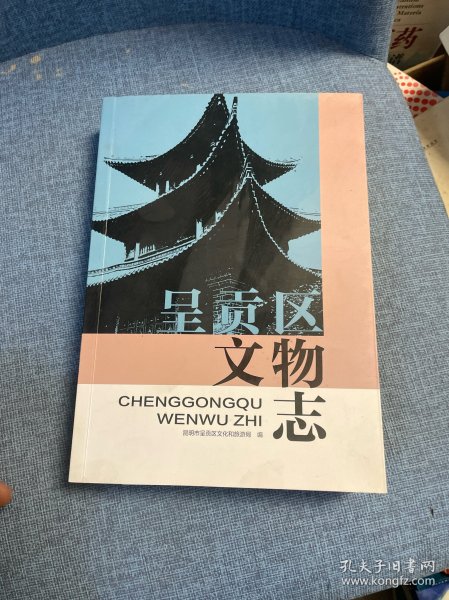 呈贡区
文物
志
CHENGGONGQU
WENWU ZHI
昆明市呈贡区文化和旅游局 编
药
孔夫子旧书网
www.kongfz.com